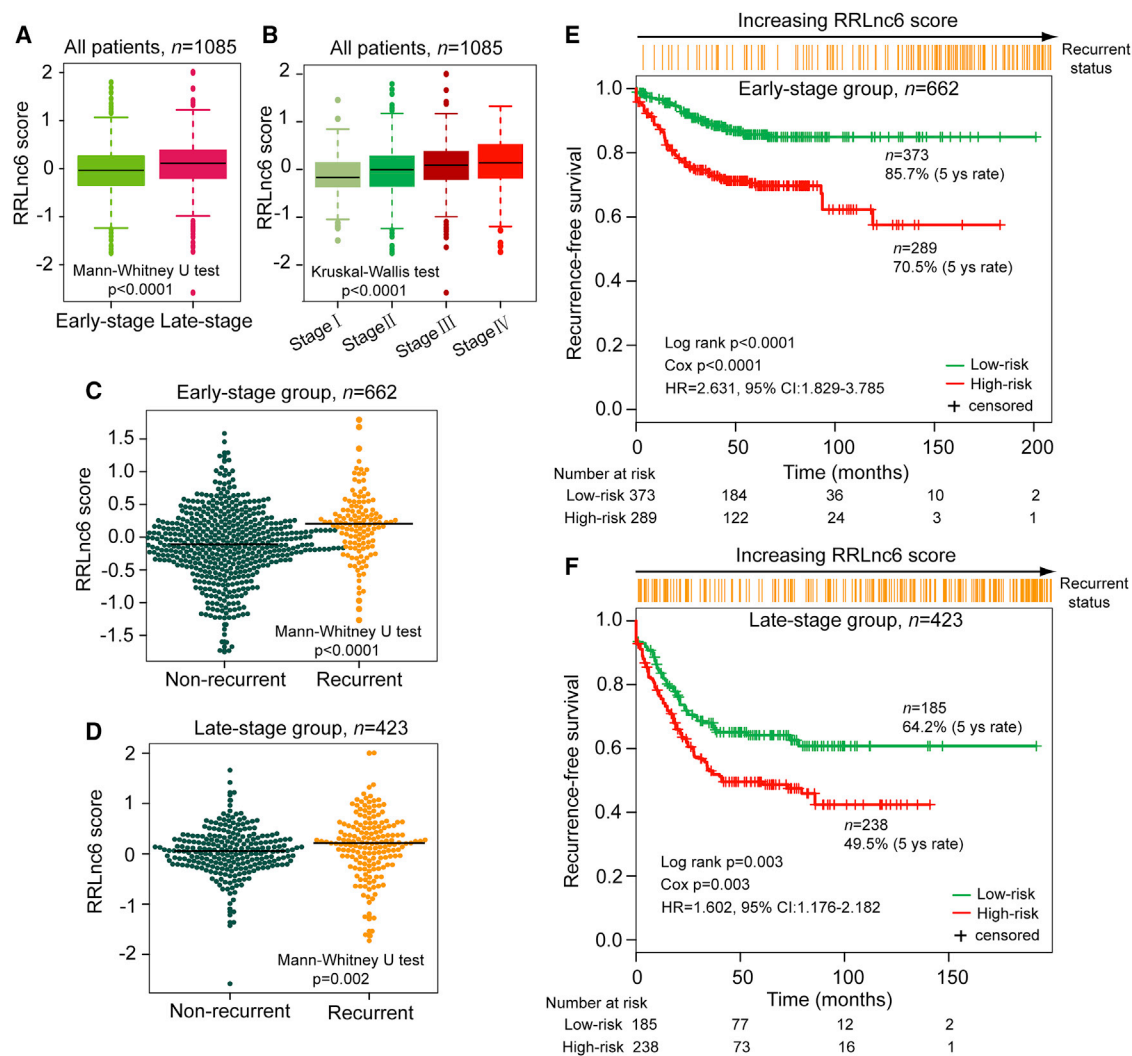 A
All patients, n=1085
RRLnc6 score
2
1
0
-1
-2
Mann-Whitney U test
p<0.0001
Early-stage Late-stage
B
All patients, n=1085
RRLnc6 score
2
1
0
-1
-2
Kruskal-Wallis test
p<0.0001
Stage I
Stage II
Stage III
Stage IV
C
Early-stage group, n=662
RRLnc6 score
1.5
1.0
0.5
0.0
-0.5
-1.0
-1.5
Mann-Whitney U test
p<0.0001
Non-recurrent Recurrent
D
Late-stage group, n=423
RRLnc6 score
2
1
0
-1
-2
Mann-Whitney U test
p=0.002
Non-recurrent Recurrent
E
Increasing RRLnc6 score
Recurrent
status
Early-stage group, n=662
Recurrence-free survival
1.0
0.8
0.6
0.4
0.2
0.0
n=373
85.7% (5 ys rate)
n=289
70.5% (5 ys rate)
Log rank p<0.0001
Cox p<0.0001
HR=2.631, 95% CI:1.829-3.785
Low-risk
High-risk
+ censored
0 50 100 150 200
Time (months)
Number at risk
Low-risk 373 184 36 10 2
High-risk 289 122 24 3 1
F
Increasing RRLnc6 score
Recurrent
status
Late-stage group, n=423
Recurrence-free survival
1.0
0.8
0.6
0.4
0.2
0.0
n=185
64.2% (5 ys rate)
n=238
49.5% (5 ys rate)
Log rank p=0.003
Cox p=0.003
HR=1.602, 95% CI:1.176-2.182
Low-risk
High-risk
+ censored
0 50 100 150
Time (months)
Number at risk
Low-risk 185 77 12 2
High-risk 238 73 16 1